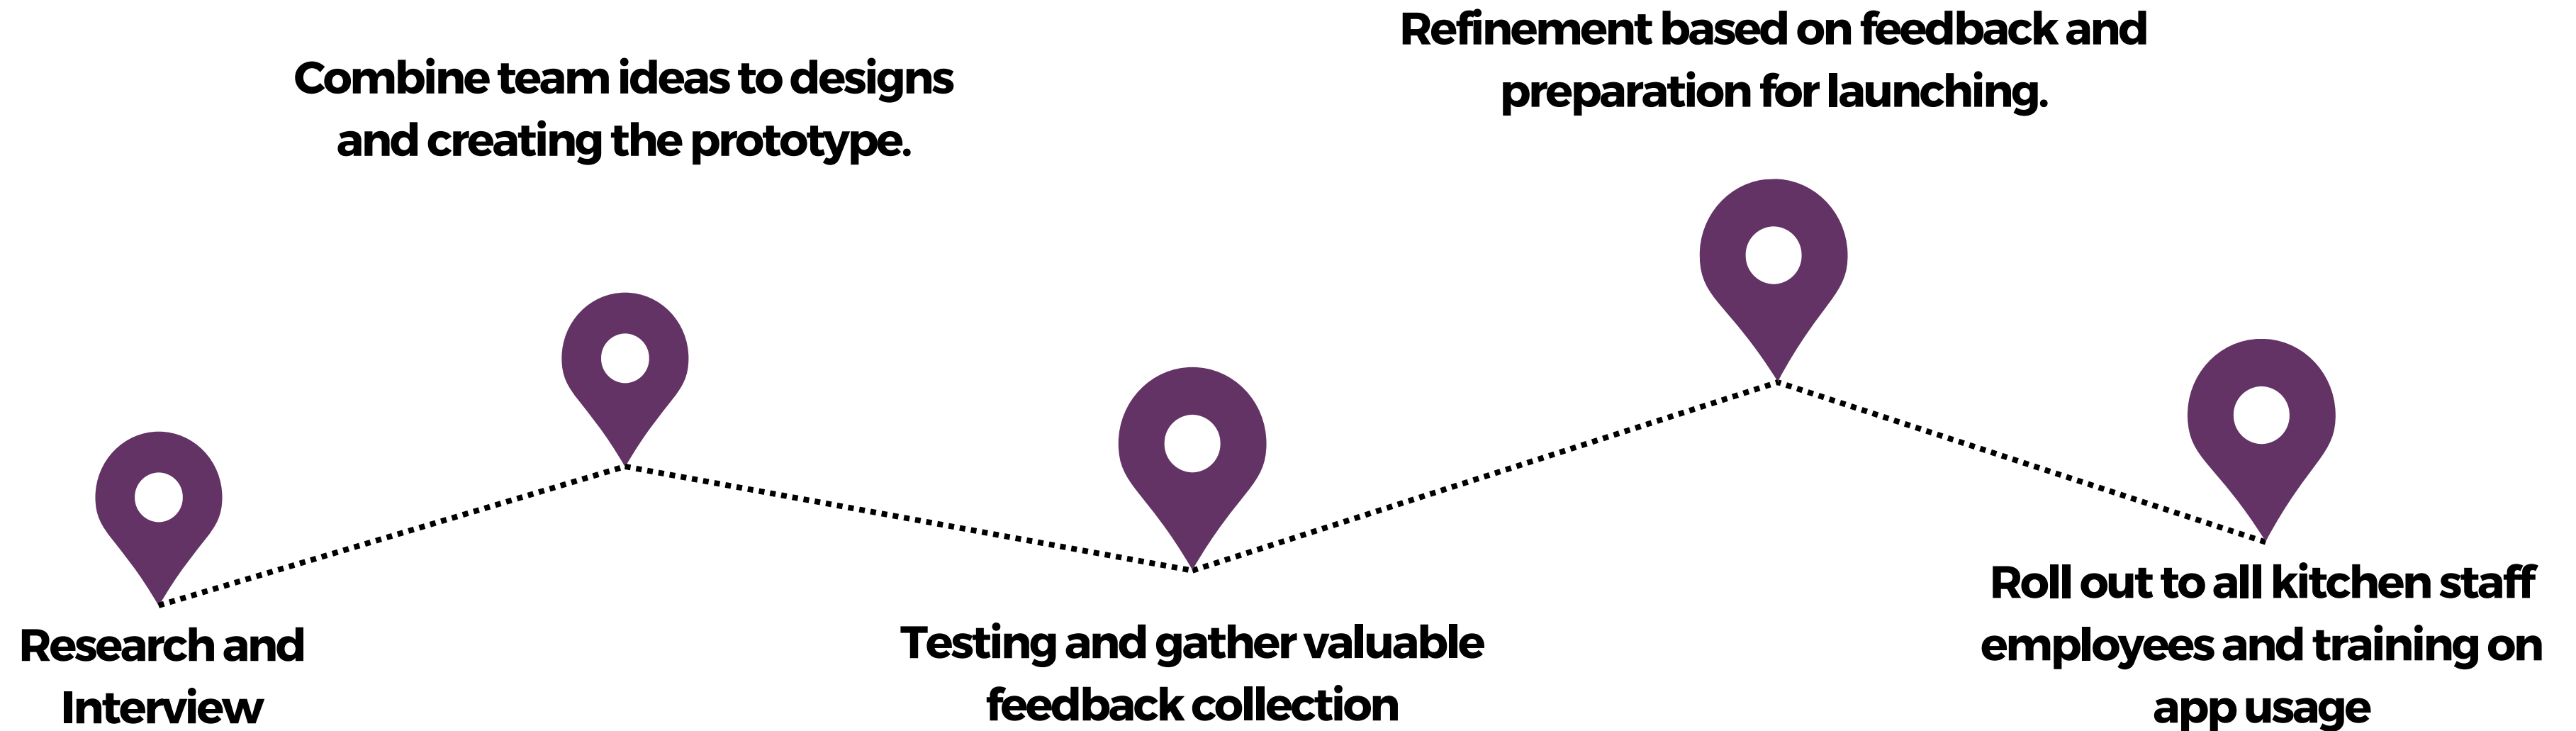 Research and
Interview
Combine team ideas to designs
and creating the prototype.
Testing and gather valuable
feedback collection
Refinement based on feedback and
preparation for launching.
Roll out to all kitchen staff
employees and training on
app usage